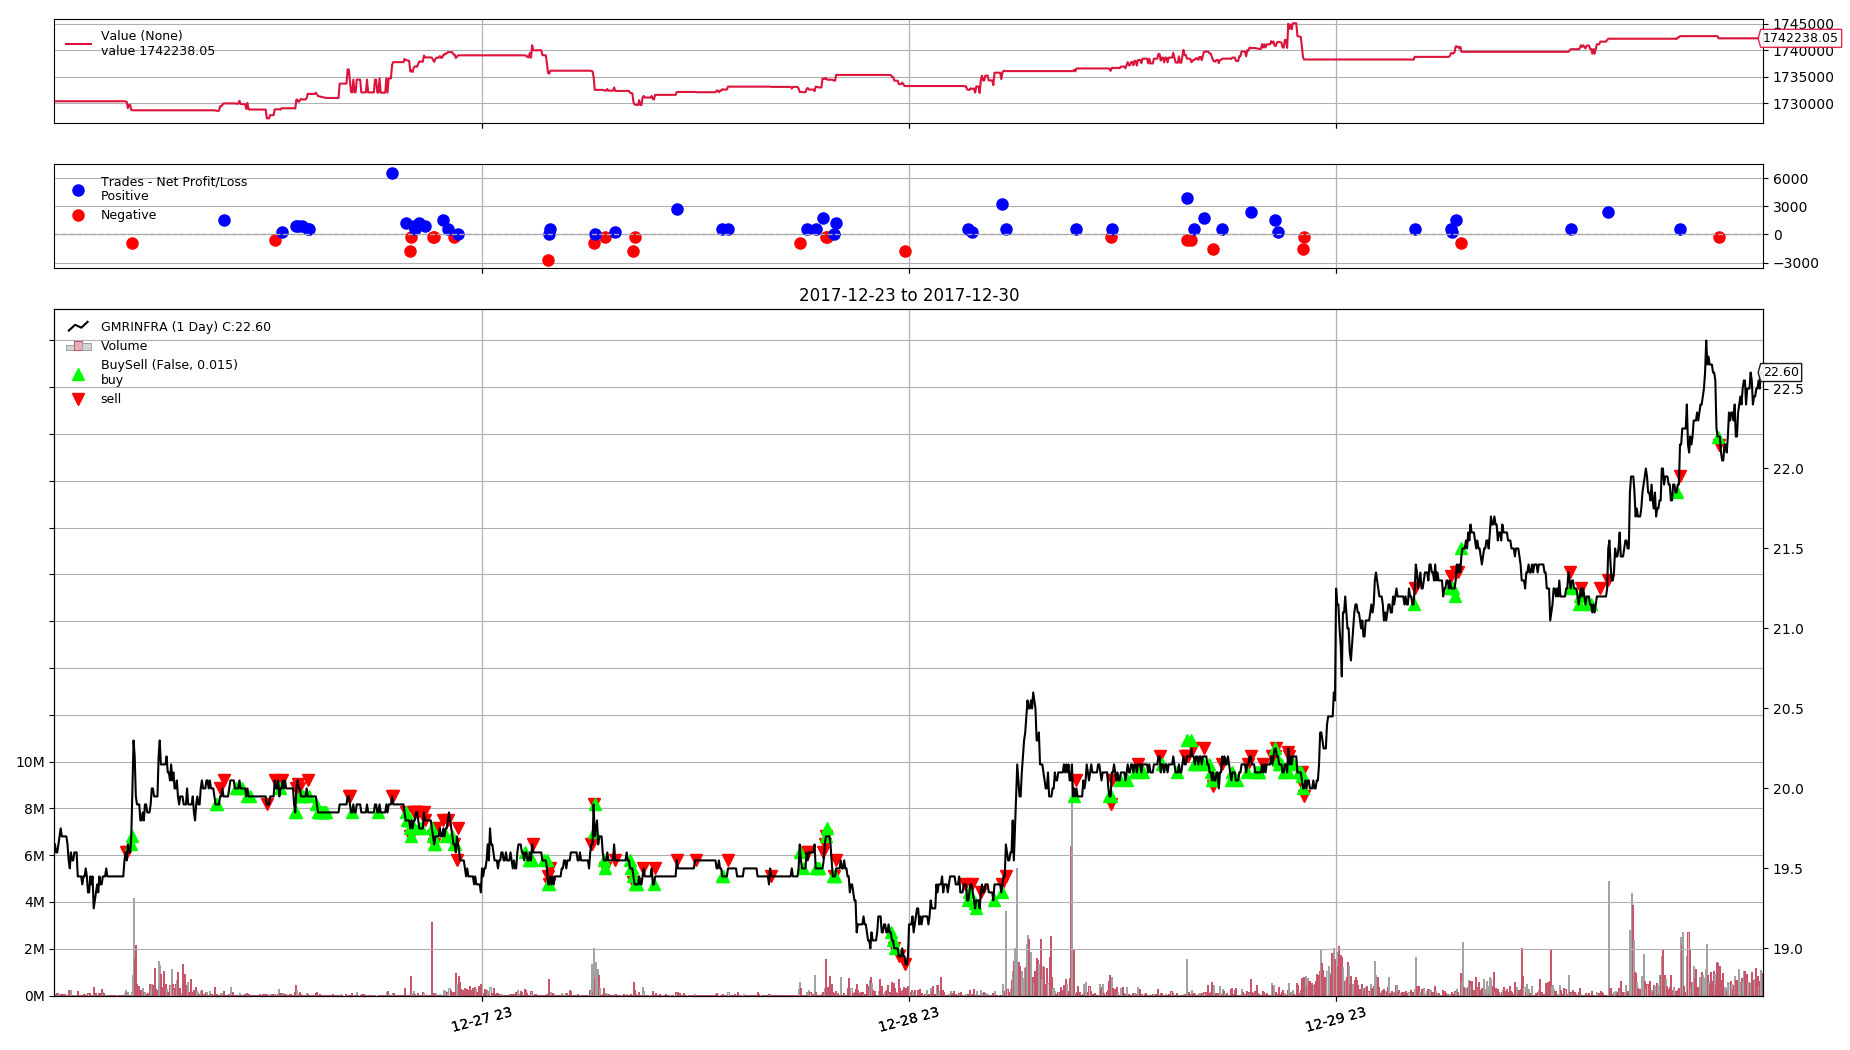 Value (None)
value 1742238.05
1745000
1742238.05
1740000
1735000
1730000
Trades - Net Profit/Loss
Positive
Negative
6000
3000
0
−3000
2017-12-23 to 2017-12-30
GMRINFRA (1 Day) C:22.60
Volume
BuySell (False, 0.015)
buy
sell
22.60
22.5
22.0
21.5
21.0
20.5
20.0
19.5
19.0
10M
8M
6M
4M
2M
0M
12-27 23
12-28 23
12-29 23